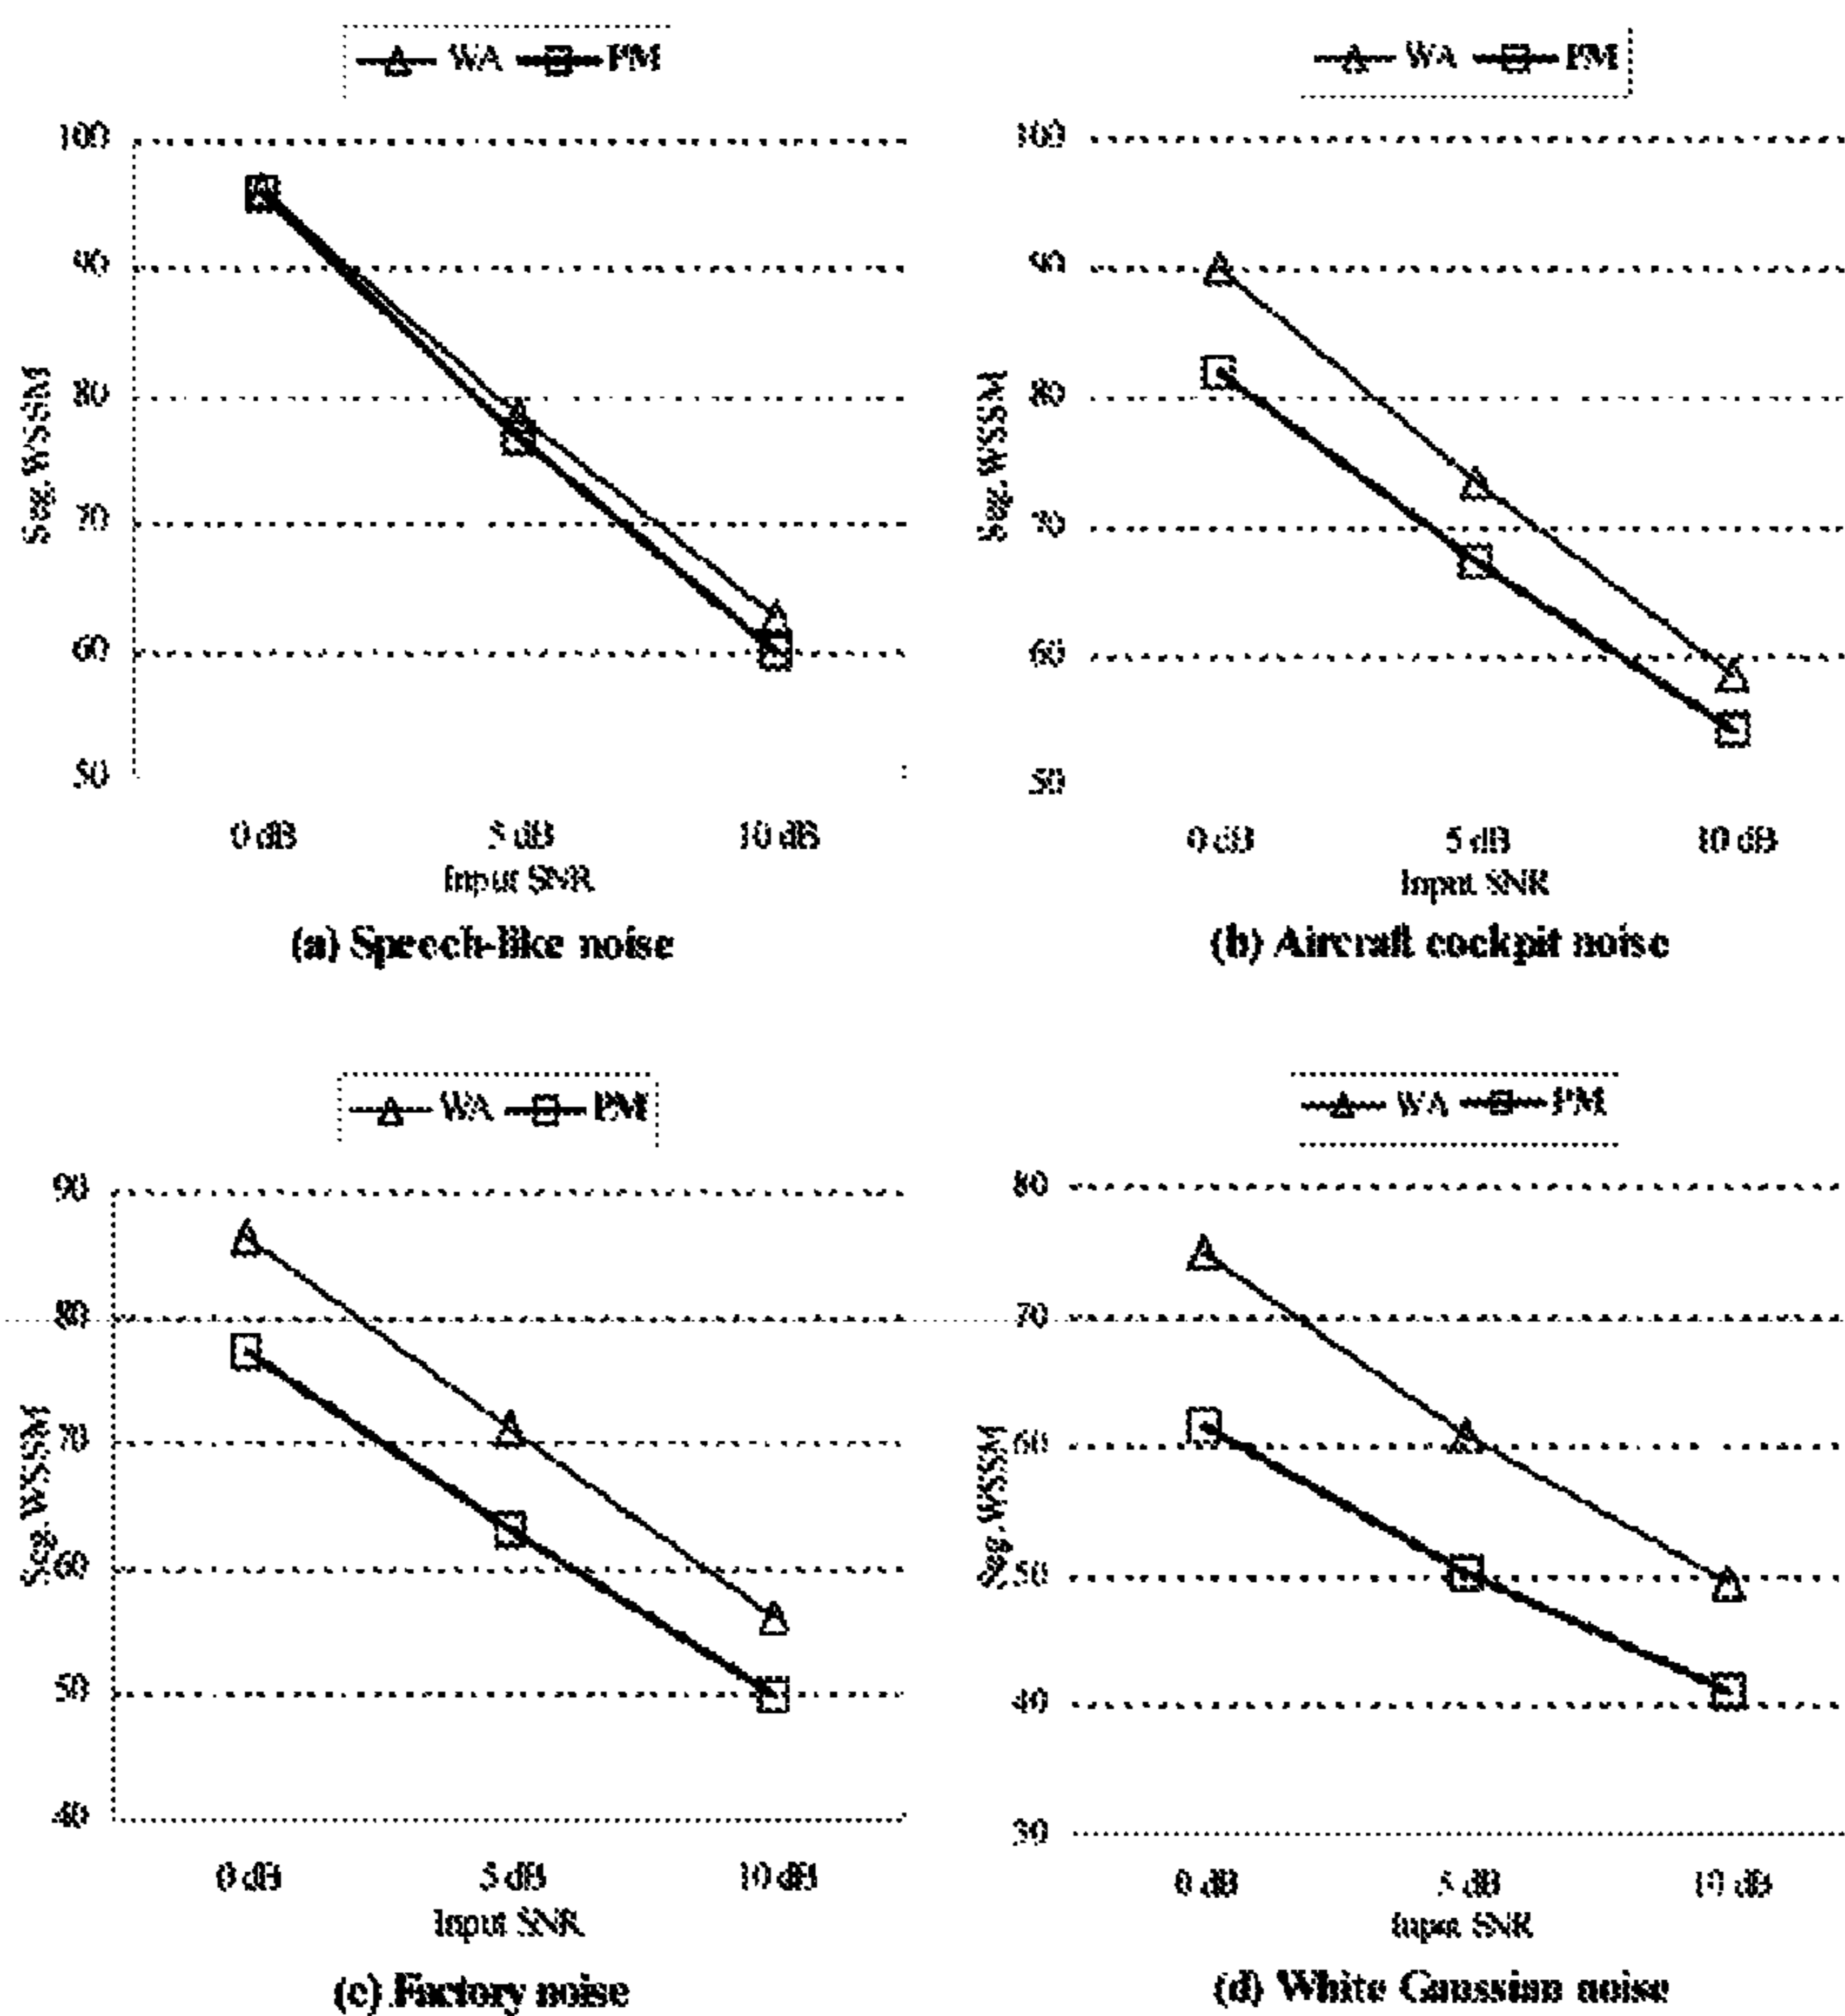 WA PM
100
90
80
70
60
50
Seg.WSSM
0 dB 5 dB 10 dB
Input SNR
(a) Speech-like noise
WA PM
100
90
80
70
60
50
Seg.WSSM
0 dB 5 dB 10 dB
Input SNR
(b) Aircraft cockpit noise
WA PM
90
80
70
60
50
40
Seg.WSSM
0 dB 5 dB 10 dB
Input SNR
(c) Factory noise
WA PM
80
70
60
50
40
30
Seg.WSSM
0 dB 5 dB 10 dB
Input SNR
(d) White Gaussian noise